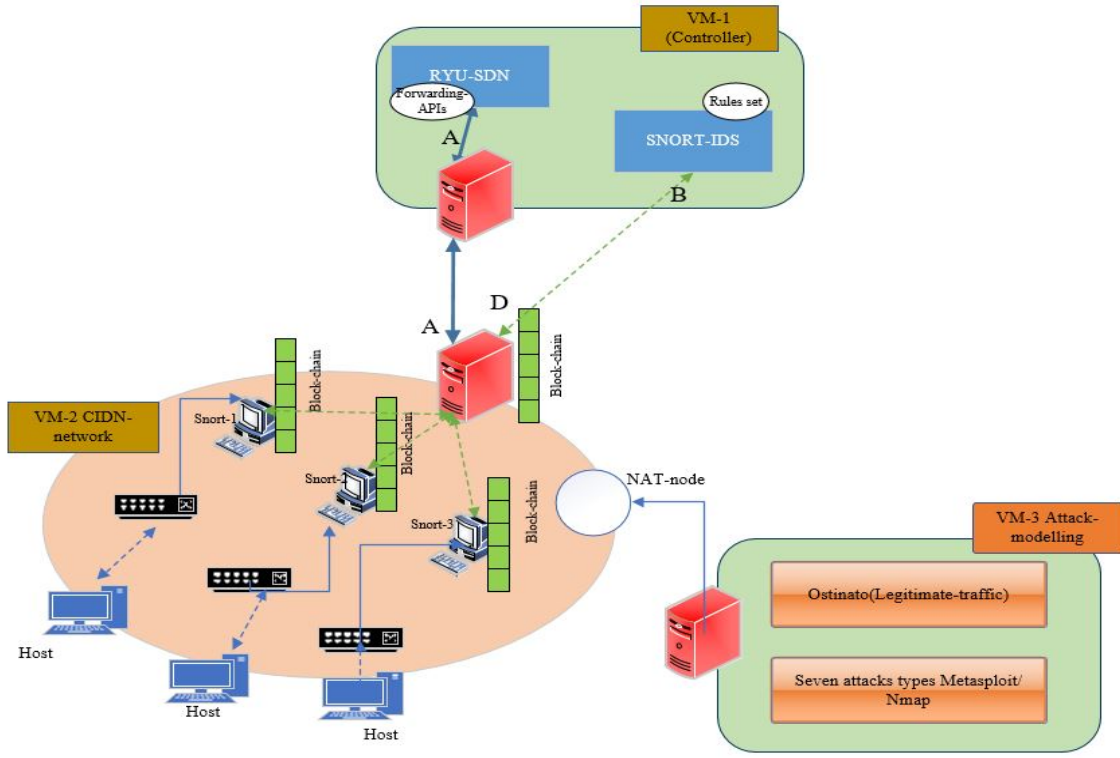 VM-1
(Controller)
RYU-SDN
Forwarding-
APIs
Rules set
SNORT-IDS
A
B
D
A
Block-chain
Block-chain
VM-2 CIDN-
network
Snort-1
Block-chain
Snort-2
NAT-node
Snort-3
Block-chain
VM-3 Attack-
modelling
Ostinato(Legitimate-traffic)
Host
Seven attacks types Metasploit/
Nmap
Host
Host